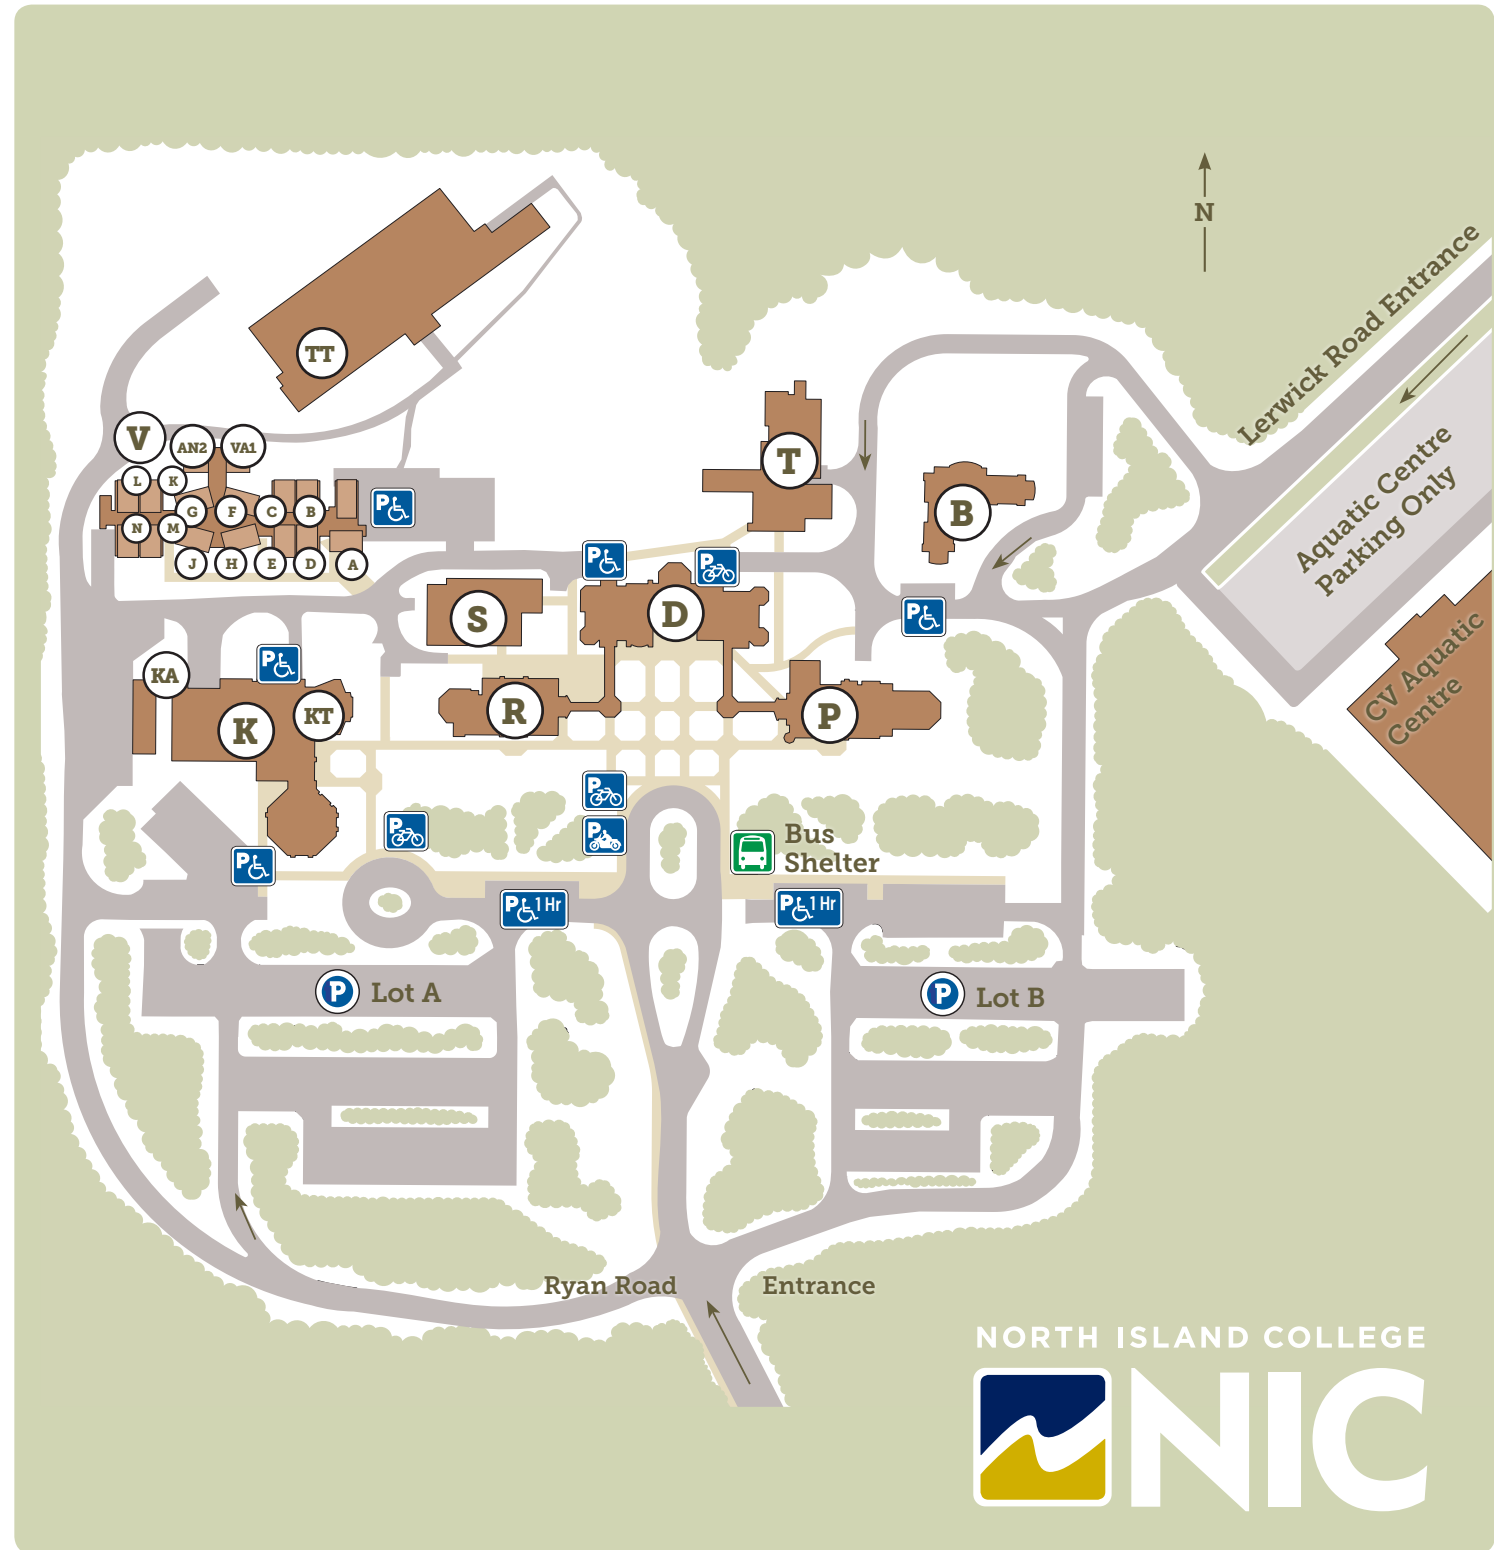 N
Lerwick Road Entrance
Aquatic Centre
Parking Only
CV Aquatic
Centre
TT
V
AN2
VA1
L
K
G
F
C
B
N
M
J
H
E
D
A
P
T
B
P
P
S
D
P
KA
P
K
KT
R
P
P
P
P
Bus
Shelter
P
P 1 Hr
P 1 Hr
P Lot A
P Lot B
Ryan Road Entrance
NORTH ISLAND COLLEGE
NIC